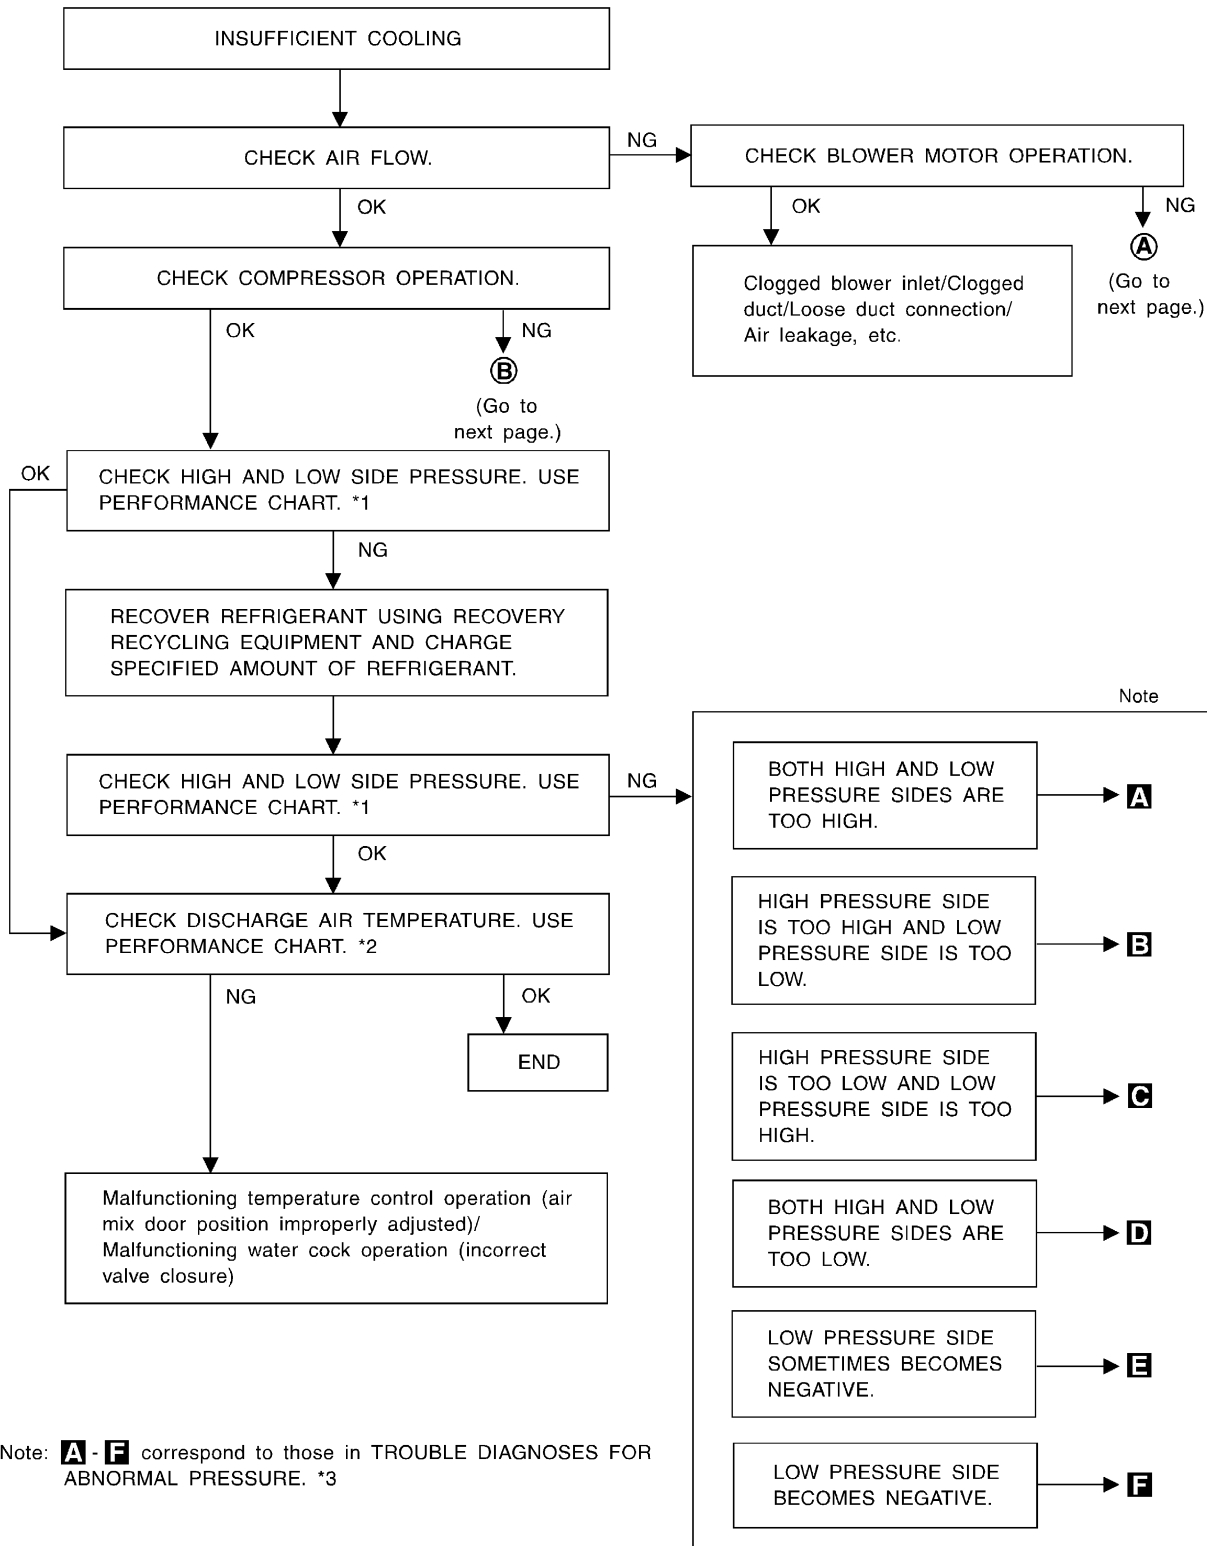 INSUFFICIENT COOLING
CHECK AIR FLOW.
NG
CHECK BLOWER MOTOR OPERATION.
OK
OK
NG
A
(Go to
next page.)
Clogged blower inlet/Clogged
duct/Loose duct connection/
Air leakage, etc.
CHECK COMPRESSOR OPERATION.
OK
NG
B
(Go to
next page.)
OK
CHECK HIGH AND LOW SIDE PRESSURE. USE
PERFORMANCE CHART. *1
NG
RECOVER REFRIGERANT USING RECOVERY
RECYCLING EQUIPMENT AND CHARGE
SPECIFIED AMOUNT OF REFRIGERANT.
CHECK HIGH AND LOW SIDE PRESSURE. USE
PERFORMANCE CHART. *1
NG
OK
CHECK DISCHARGE AIR TEMPERATURE. USE
PERFORMANCE CHART. *2
NG
OK
END
Malfunctioning temperature control operation (air
mix door position improperly adjusted)/
Malfunctioning water cock operation (incorrect
valve closure)
Note
BOTH HIGH AND LOW
PRESSURE SIDES ARE
TOO HIGH.
A
HIGH PRESSURE SIDE
IS TOO HIGH AND LOW
PRESSURE SIDE IS TOO
LOW.
B
HIGH PRESSURE SIDE
IS TOO LOW AND LOW
PRESSURE SIDE IS TOO
HIGH.
C
BOTH HIGH AND LOW
PRESSURE SIDES ARE
TOO LOW.
D
LOW PRESSURE SIDE
SOMETIMES BECOMES
NEGATIVE.
E
LOW PRESSURE SIDE
BECOMES NEGATIVE.
F
Note: A - F correspond to those in TROUBLE DIAGNOSES FOR
ABNORMAL PRESSURE. *3